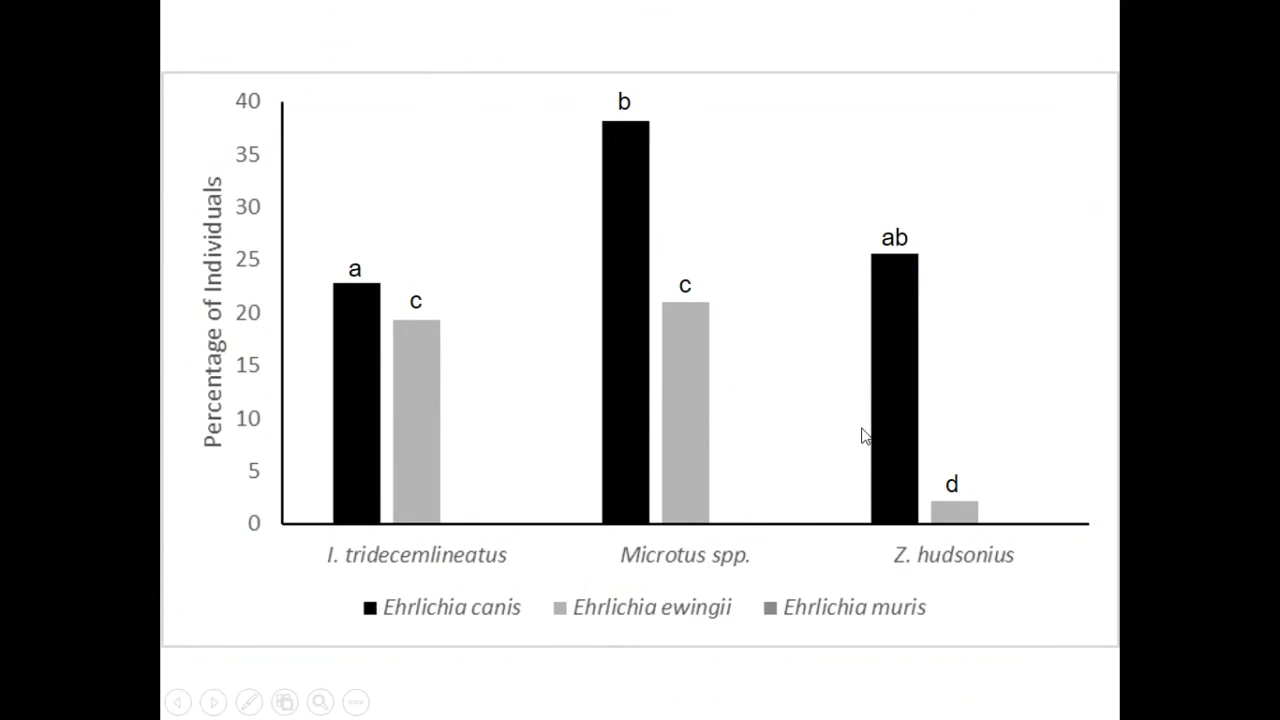 40
35
30
25
20
15
10
5
0
Percentage of Individuals
a
c
b
c
ab
d
I. tridecemlineatus
Microtus spp.
Z. hudsonius
Ehrlichia canis
Ehrlichia ewingii
Ehrlichia muris